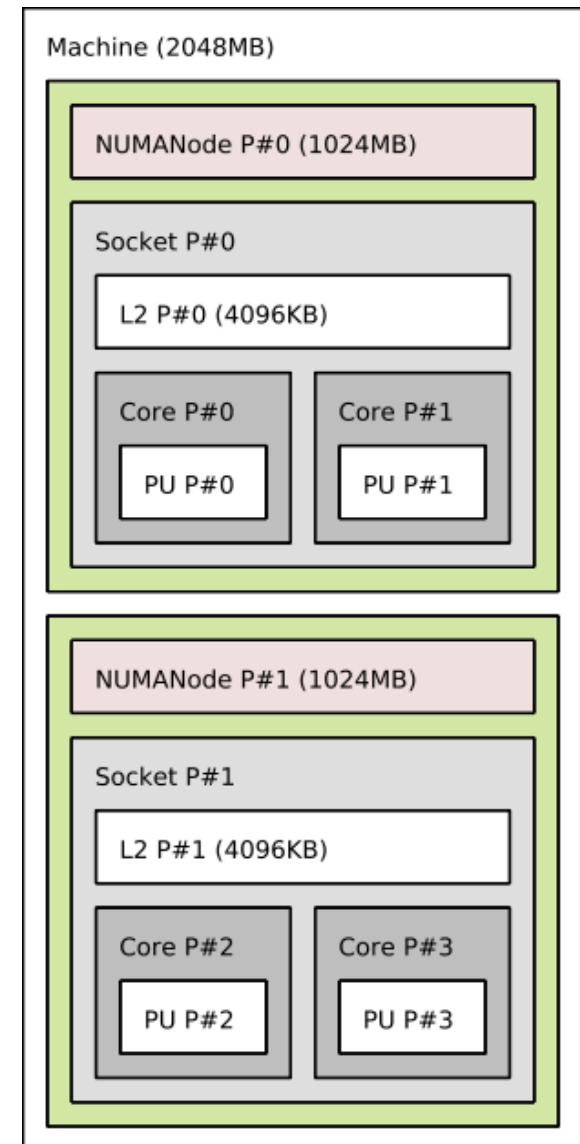 Machine (2048MB)
NUMANode P#0 (1024MB)
Socket P#0
L2 P#0 (4096KB)
Core P#0
Core P#1
PU P#0
PU P#1
NUMANode P#1 (1024MB)
Socket P#1
L2 P#1 (4096KB)
Core P#2
Core P#3
PU P#2
PU P#3